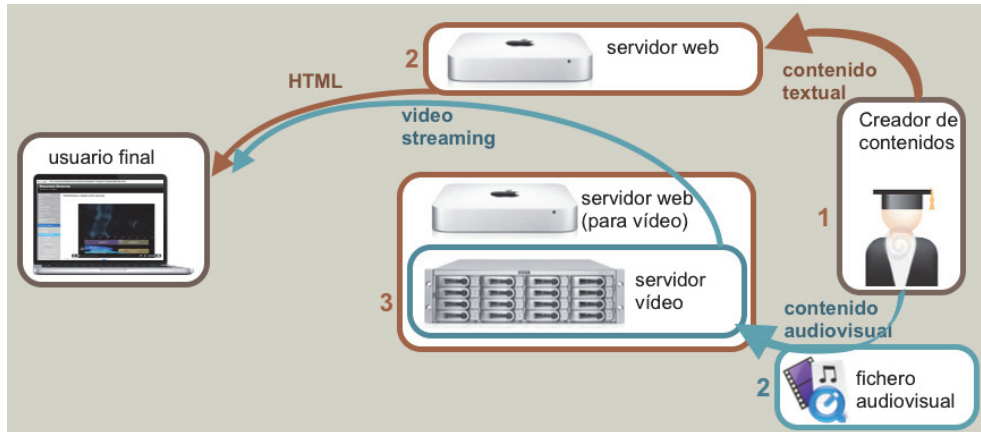 2
servidor web
HTML
contenido
textual
video
streaming
usuario final
Creador de
contenidos
1
servidor web
(para vídeo)
3
servidor
vídeo
contenido
audiovisual
2
fichero
audiovisual